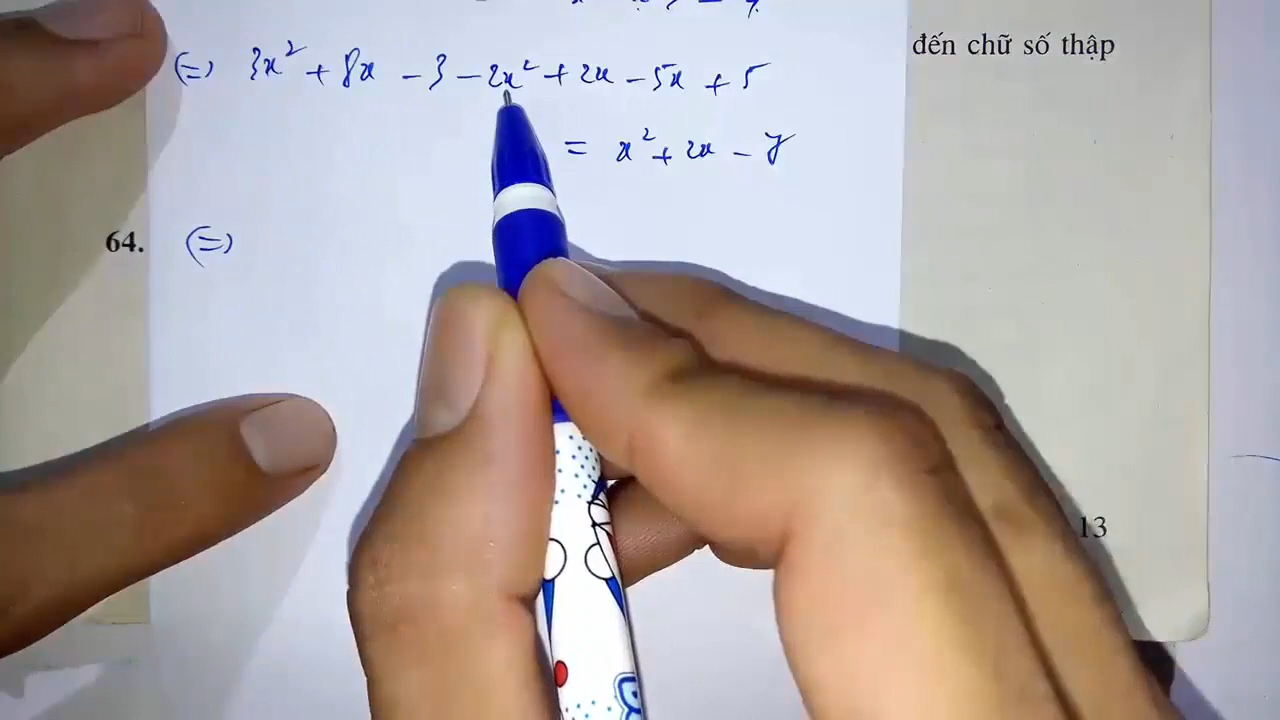 đến chữ số thập
(=) 3x² + 8x - 3 - 2x² + 2x - 5x + 5
= x² + 2x - 7
64. (=)
13